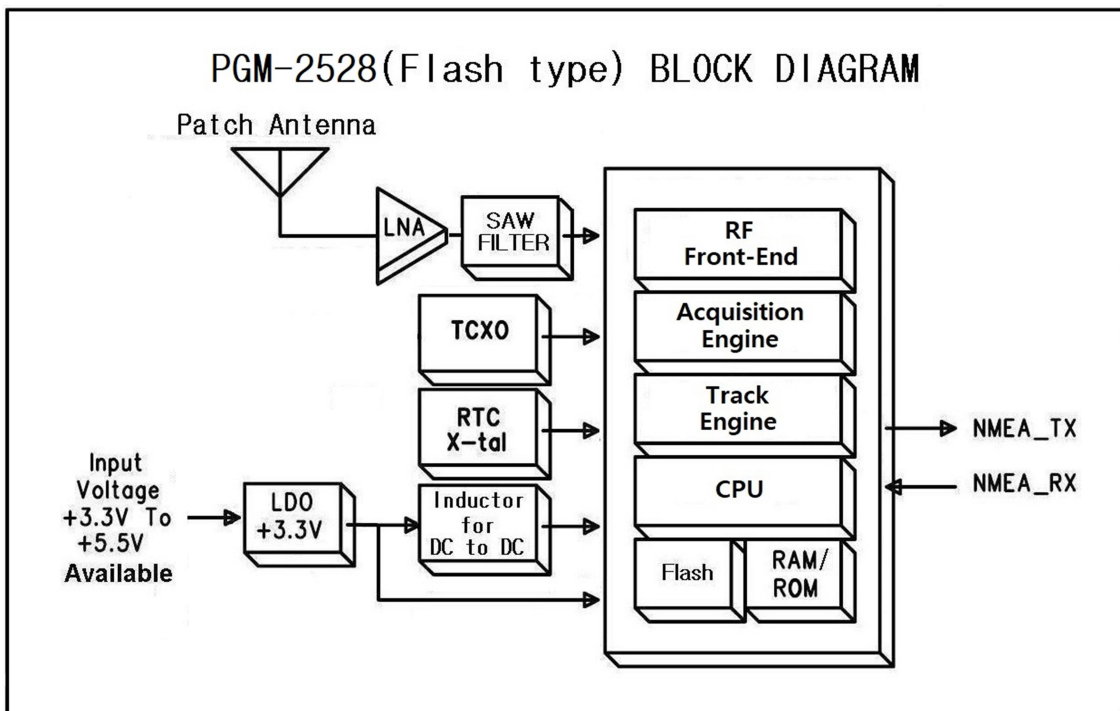 PGM-2528(Flash type) BLOCK DIAGRAM
Patch Antenna
LNA
SAW
FILTER
RF
Front-End
TCXO
Acquisition
Engine
RTC
X-tal
Track
Engine
NMEA_TX
Input
Voltage
+3.3V To
+5.5V
Available
LDO
+3.3V
Inductor
for
DC to DC
CPU
NMEA_RX
Flash
RAM/
ROM